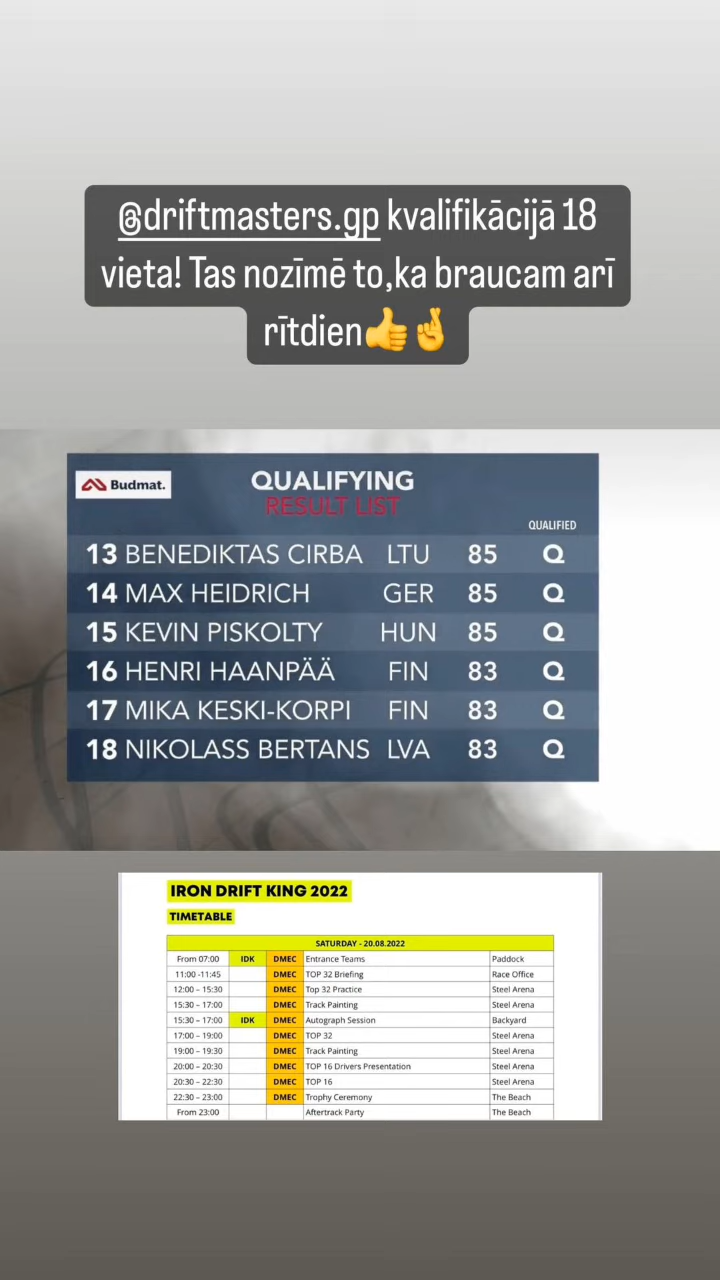 @driftmasters.gp kvalifikācijā 18
vieta! Tas nozīmē to,ka braucam arī
rītdien👍🤞
Budmat.
QUALIFYING
RESULT LIST
QUALIFIED
13 BENEDIKTAS CIRBA LTU 85 Q
14 MAX HEIDRICH GER 85 Q
15 KEVIN PISKOLTY HUN 85 Q
16 HENRI HAANPÄÄ FIN 83 Q
17 MIKA KESKI-KORPI FIN 83 Q
18 NIKOLASS BERTANS LVA 83 Q
IRON DRIFT KING 2022
TIMETABLE
SATURDAY - 20.08.2022
From 07:00 IDK DMEC Entrance Teams Paddock
11:00 -11:45 DMEC TOP 32 Briefing Race Office
12:00 – 15:30 DMEC Top 32 Practice Steel Arena
15:30 – 17:00 DMEC Track Painting Steel Arena
15:30 – 17:00 IDK DMEC Autograph Session Backyard
17:00 – 19:00 DMEC TOP 32 Steel Arena
19:00 – 19:30 DMEC Track Painting Steel Arena
20:00 – 20:30 DMEC TOP 16 Drivers Presentation Steel Arena
20:30 – 22:30 DMEC TOP 16 Steel Arena
22:30 – 23:00 DMEC Trophy Ceremony The Beach
From 23:00 Aftertrack Party The Beach